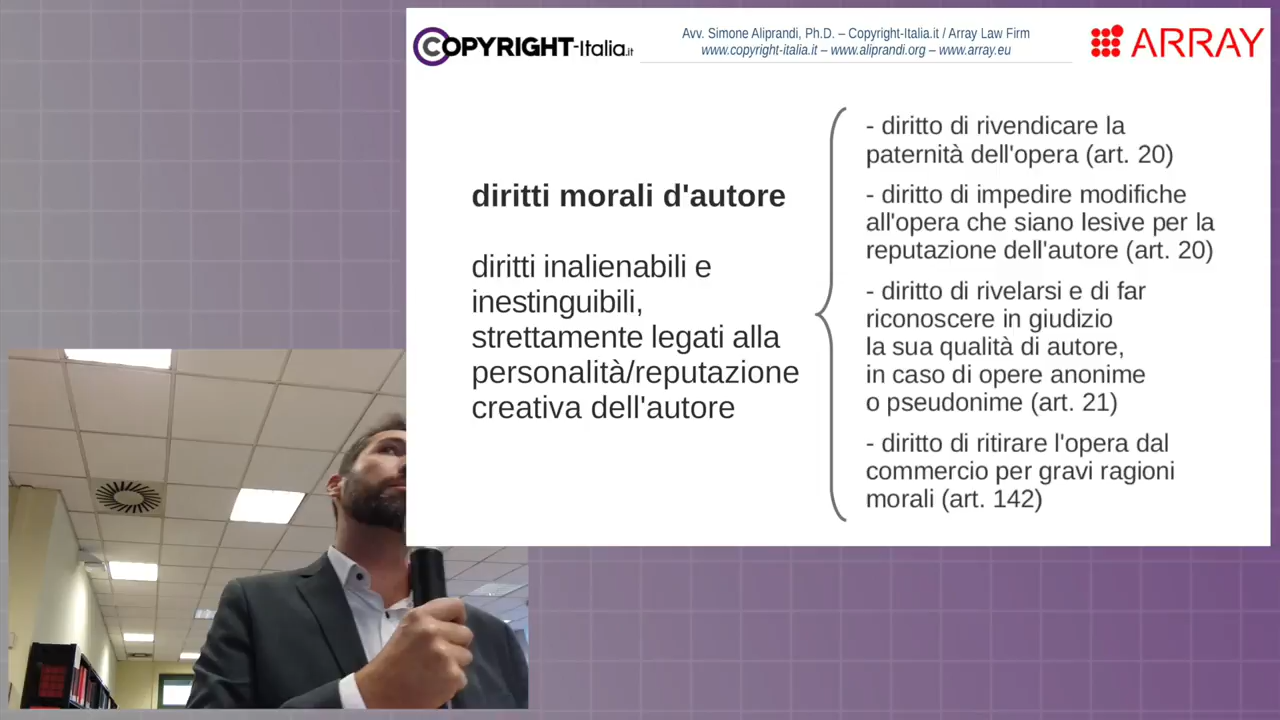 COPYRIGHT-Italia.it
Avv. Simone Aliprandi, Ph.D. – Copyright-Italia.it / Array Law Firm
www.copyright-italia.it – www.aliprandi.org – www.array.eu
ARRAY
diritti morali d'autore
diritti inalienabili e
inestinguibili,
strettamente legati alla
personalità/reputazione
creativa dell'autore
- diritto di rivendicare la
paternità dell'opera (art. 20)
- diritto di impedire modifiche
all'opera che siano lesive per la
reputazione dell'autore (art. 20)
- diritto di rivelarsi e di far
riconoscere in giudizio
la sua qualità di autore,
in caso di opere anonime
o pseudonime (art. 21)
- diritto di ritirare l'opera dal
commercio per gravi ragioni
morali (art. 142)